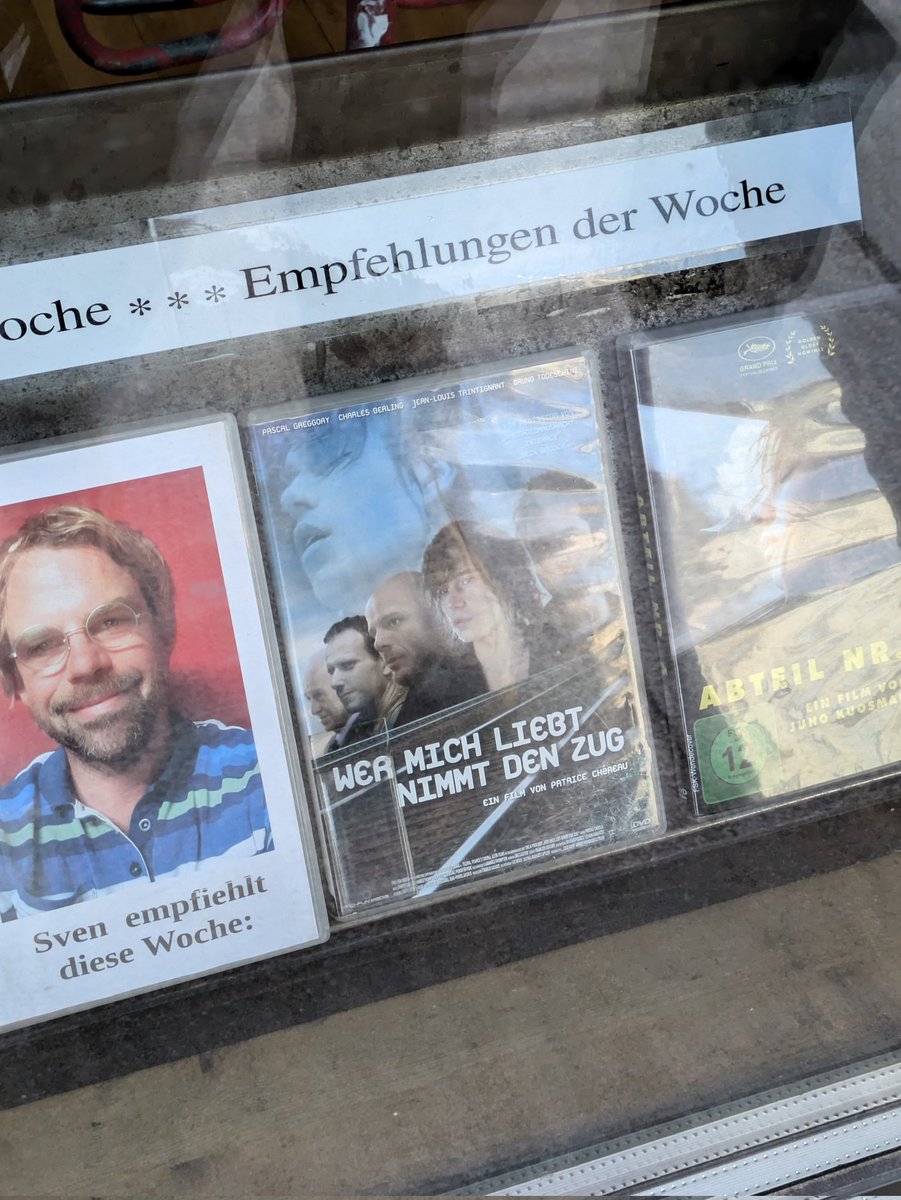 oche * * * Empfehlungen der Woche
Sven empfiehlt
diese Woche:
PASCAL GREGGORY CHARLES BERLING JEAN-LOUIS TRINTIGNANT BRUNO TODESCHINI
WER MICH LIEBT
NIMMT DEN ZUG
EIN FILM VON PATRICE CHÉREAU
DVD
GRAND PRIX
GOLDEN
GLOBE
ABTEIL NR.
EIN FILM VO
JUHO KUOSMA
12